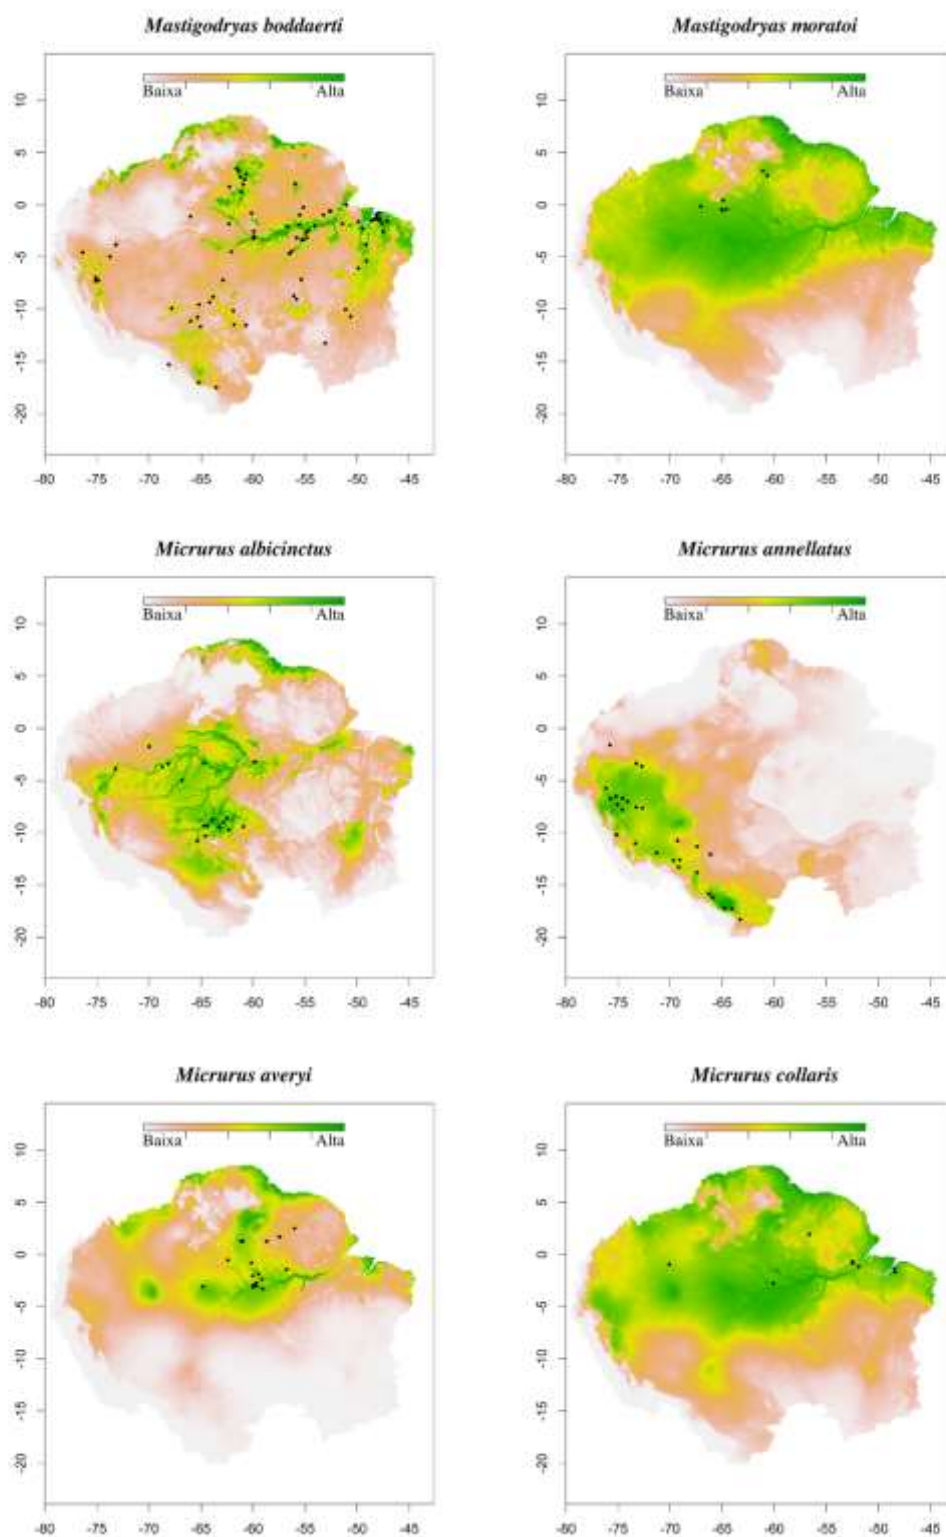 Mastigodryas boddaerti
Mastigodryas moratoi
Baixa Alta
Baixa Alta
10
5
0
-5
-10
-15
-20
10
5
0
-5
-10
-15
-20
-80 -75 -70 -65 -60 -55 -50 -45
-80 -75 -70 -65 -60 -55 -50 -45
Micrurus albicinctus
Micrurus annellatus
Baixa Alta
Baixa Alta
10
5
0
-5
-10
-15
-20
10
5
0
-5
-10
-15
-20
-80 -75 -70 -65 -60 -55 -50 -45
-80 -75 -70 -65 -60 -55 -50 -45
Micrurus averyi
Micrurus collaris
Baixa Alta
Baixa Alta
10
5
0
-5
-10
-15
-20
10
5
0
-5
-10
-15
-20
-80 -75 -70 -65 -60 -55 -50 -45
-80 -75 -70 -65 -60 -55 -50 -45